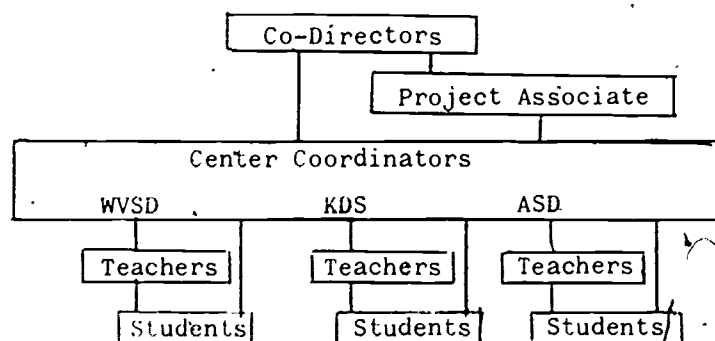 Co-Directors
Project Associate
Center Coordinators
WVSD KDS ASD
Teachers Teachers Teachers
Students Students Students